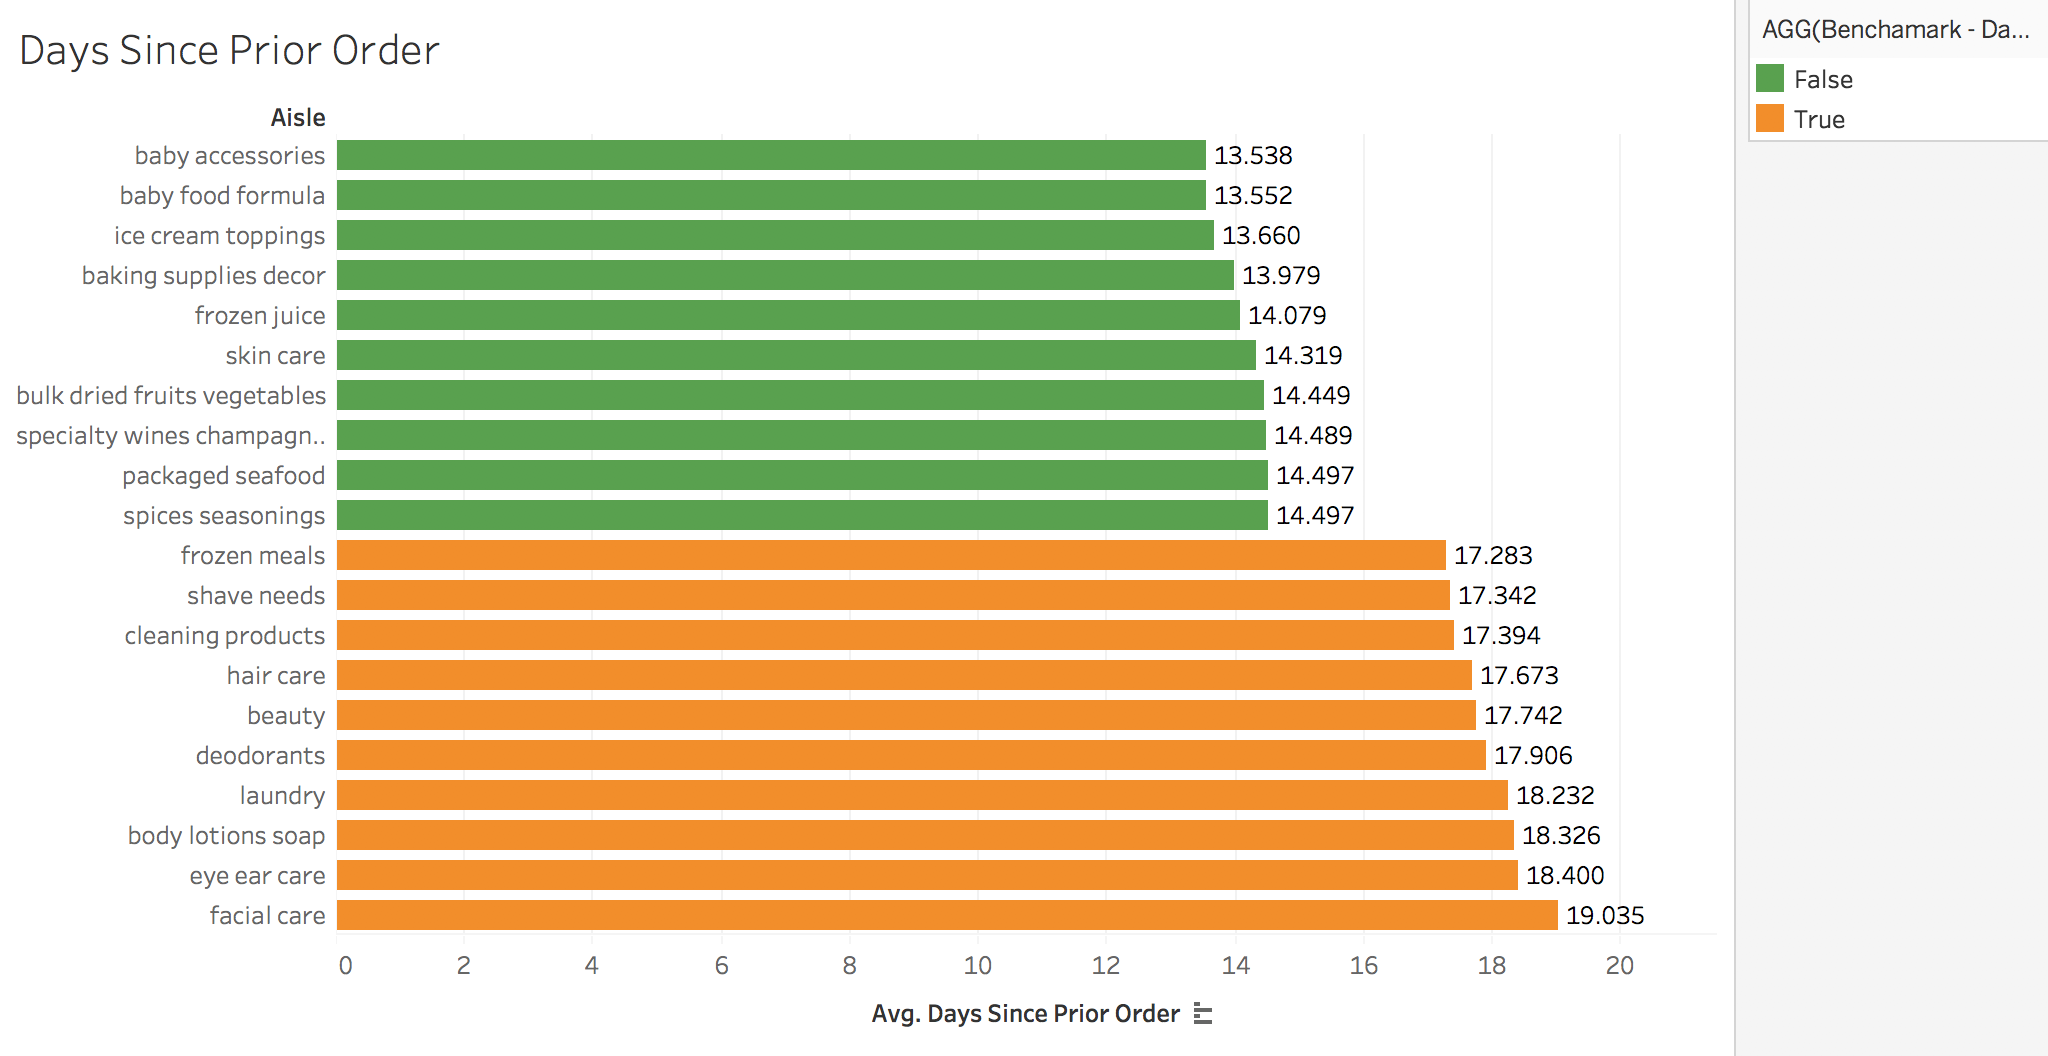 Days Since Prior Order
Aisle
baby accessories 13.538
baby food formula 13.552
ice cream toppings 13.660
baking supplies decor 13.979
frozen juice 14.079
skin care 14.319
bulk dried fruits vegetables 14.449
specialty wines champagn.. 14.489
packaged seafood 14.497
spices seasonings 14.497
frozen meals 17.283
shave needs 17.342
cleaning products 17.394
hair care 17.673
beauty 17.742
deodorants 17.906
laundry 18.232
body lotions soap 18.326
eye ear care 18.400
facial care 19.035
0 2 4 6 8 10 12 14 16 18 20
Avg. Days Since Prior Order
AGG(Benchamark - Da...
False
True